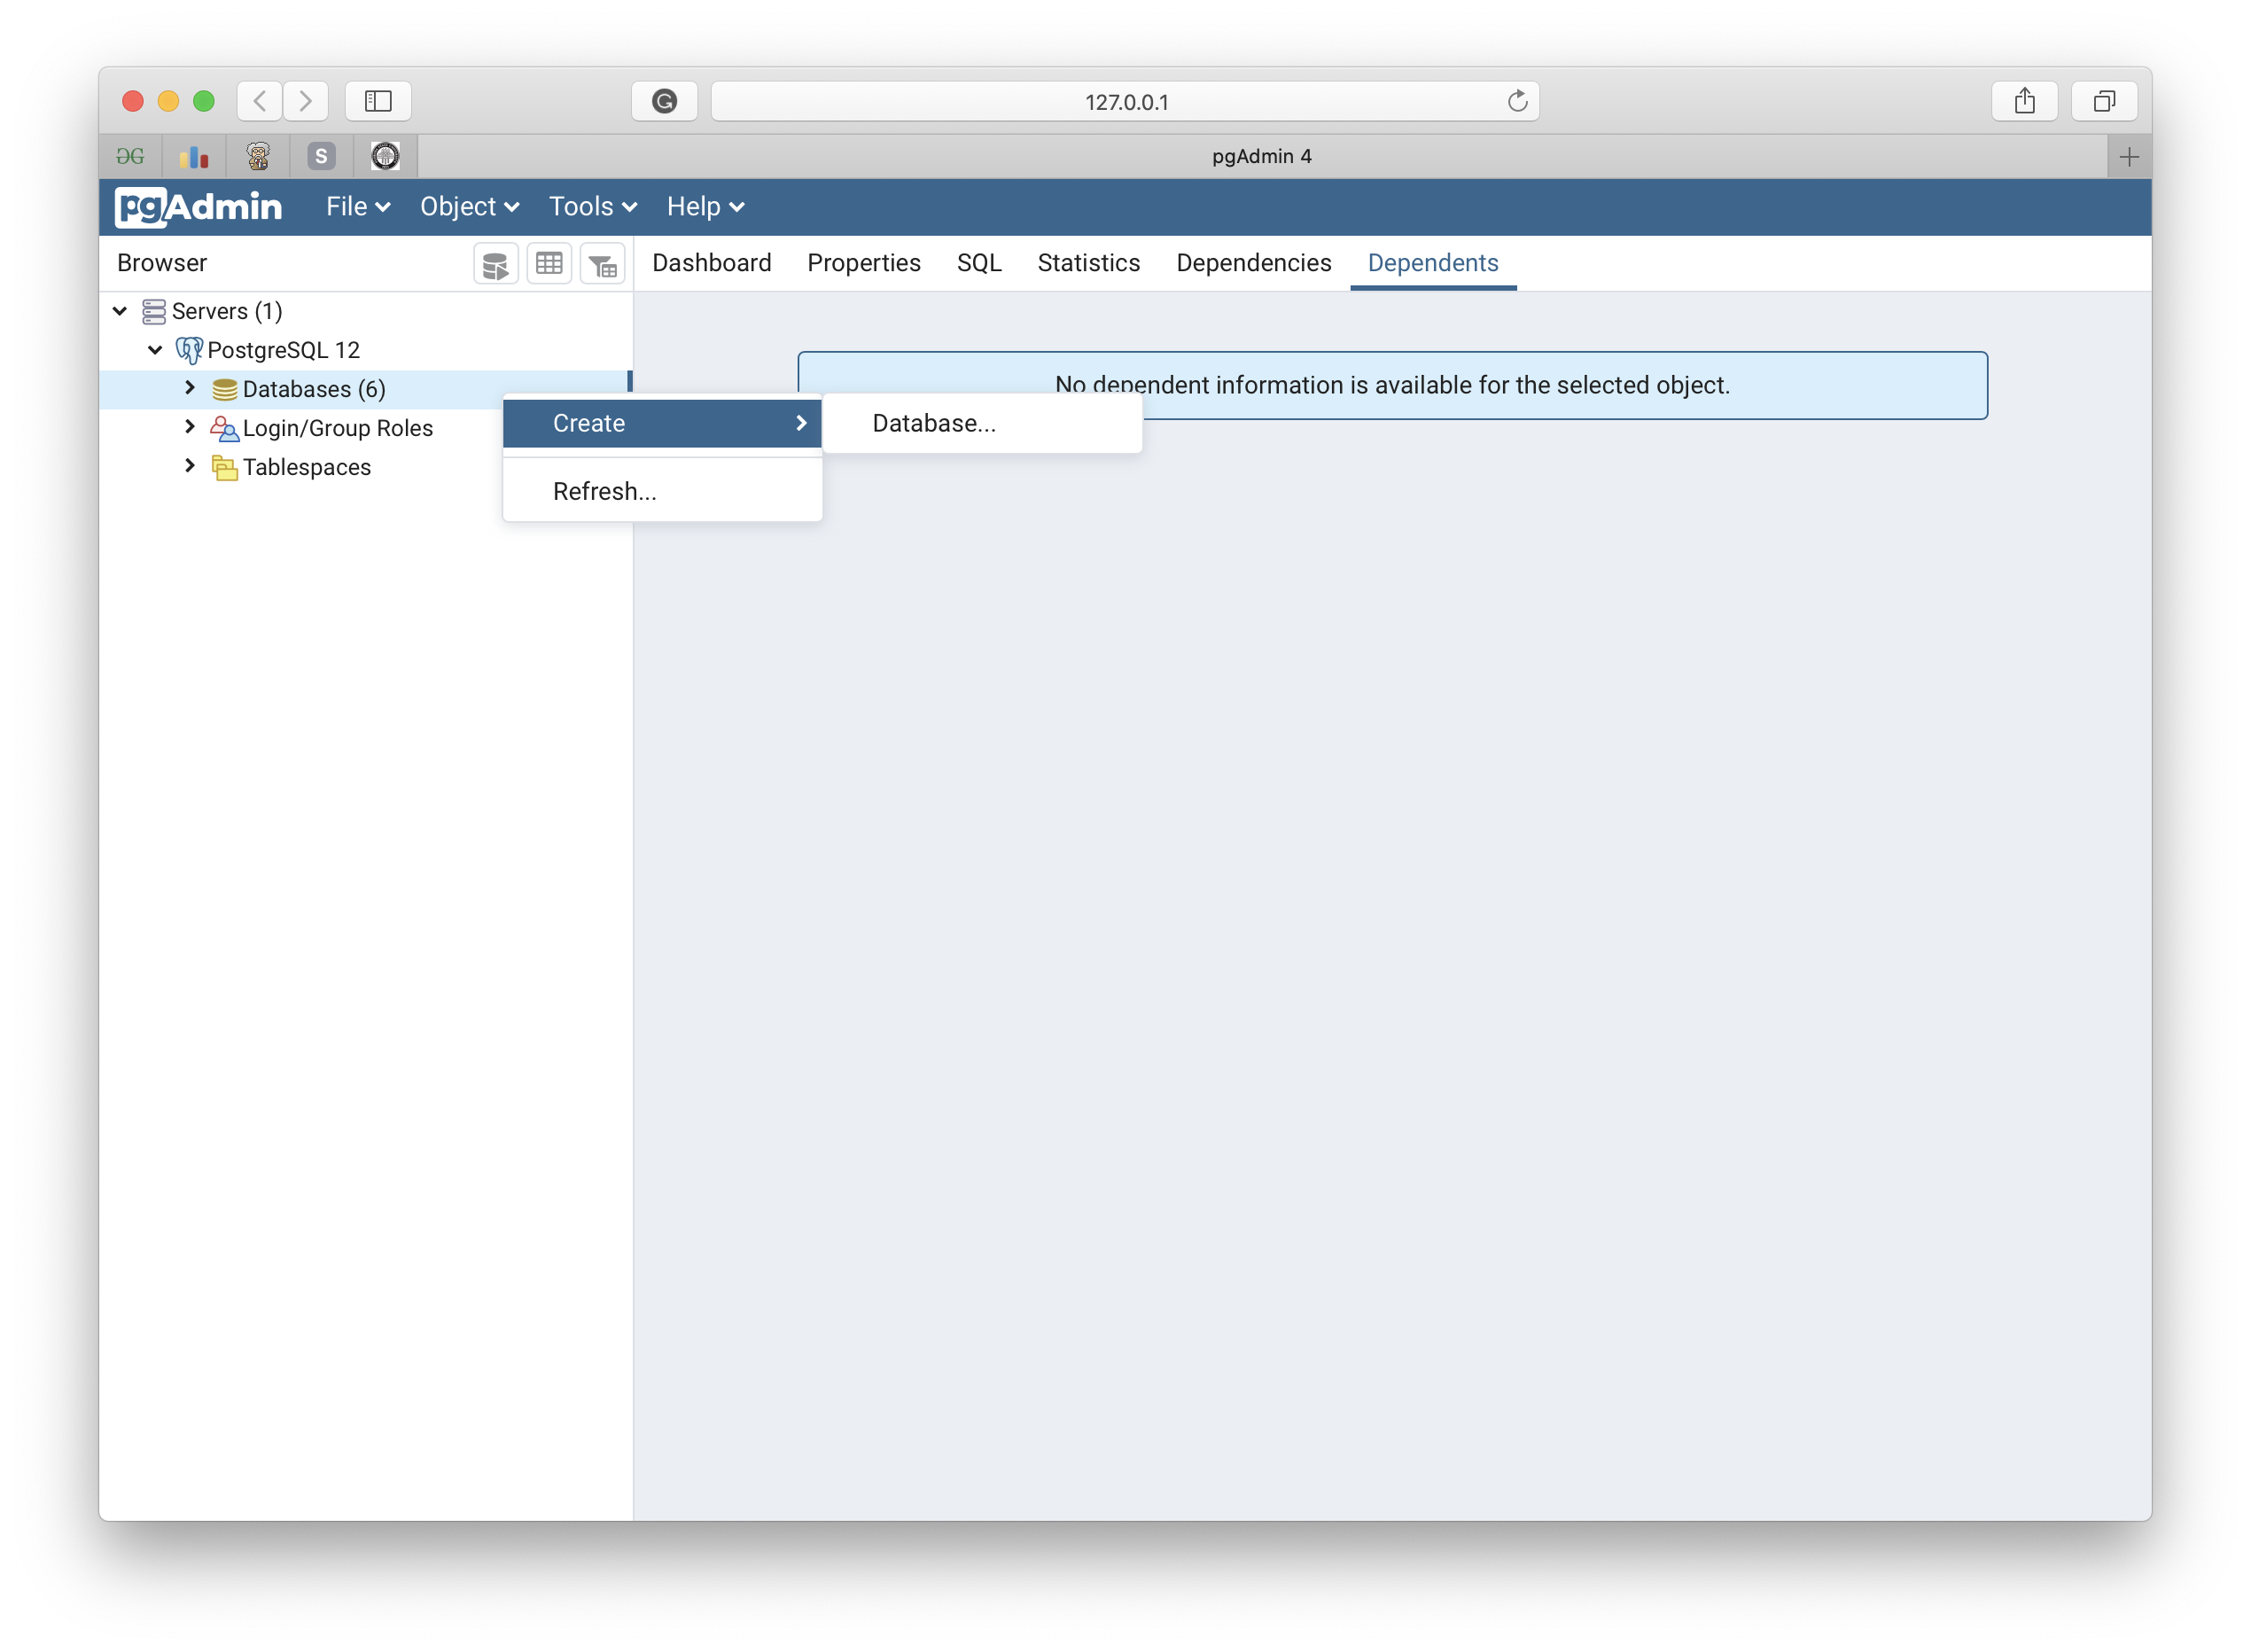 127.0.0.1
S
pgAdmin 4
pgAdmin File Object Tools Help
Browser
Dashboard Properties SQL Statistics Dependencies Dependents
Servers (1)
PostgreSQL 12
Databases (6)
Login/Group Roles
Tablespaces
Create
Database...
Refresh...
No dependent information is available for the selected object.